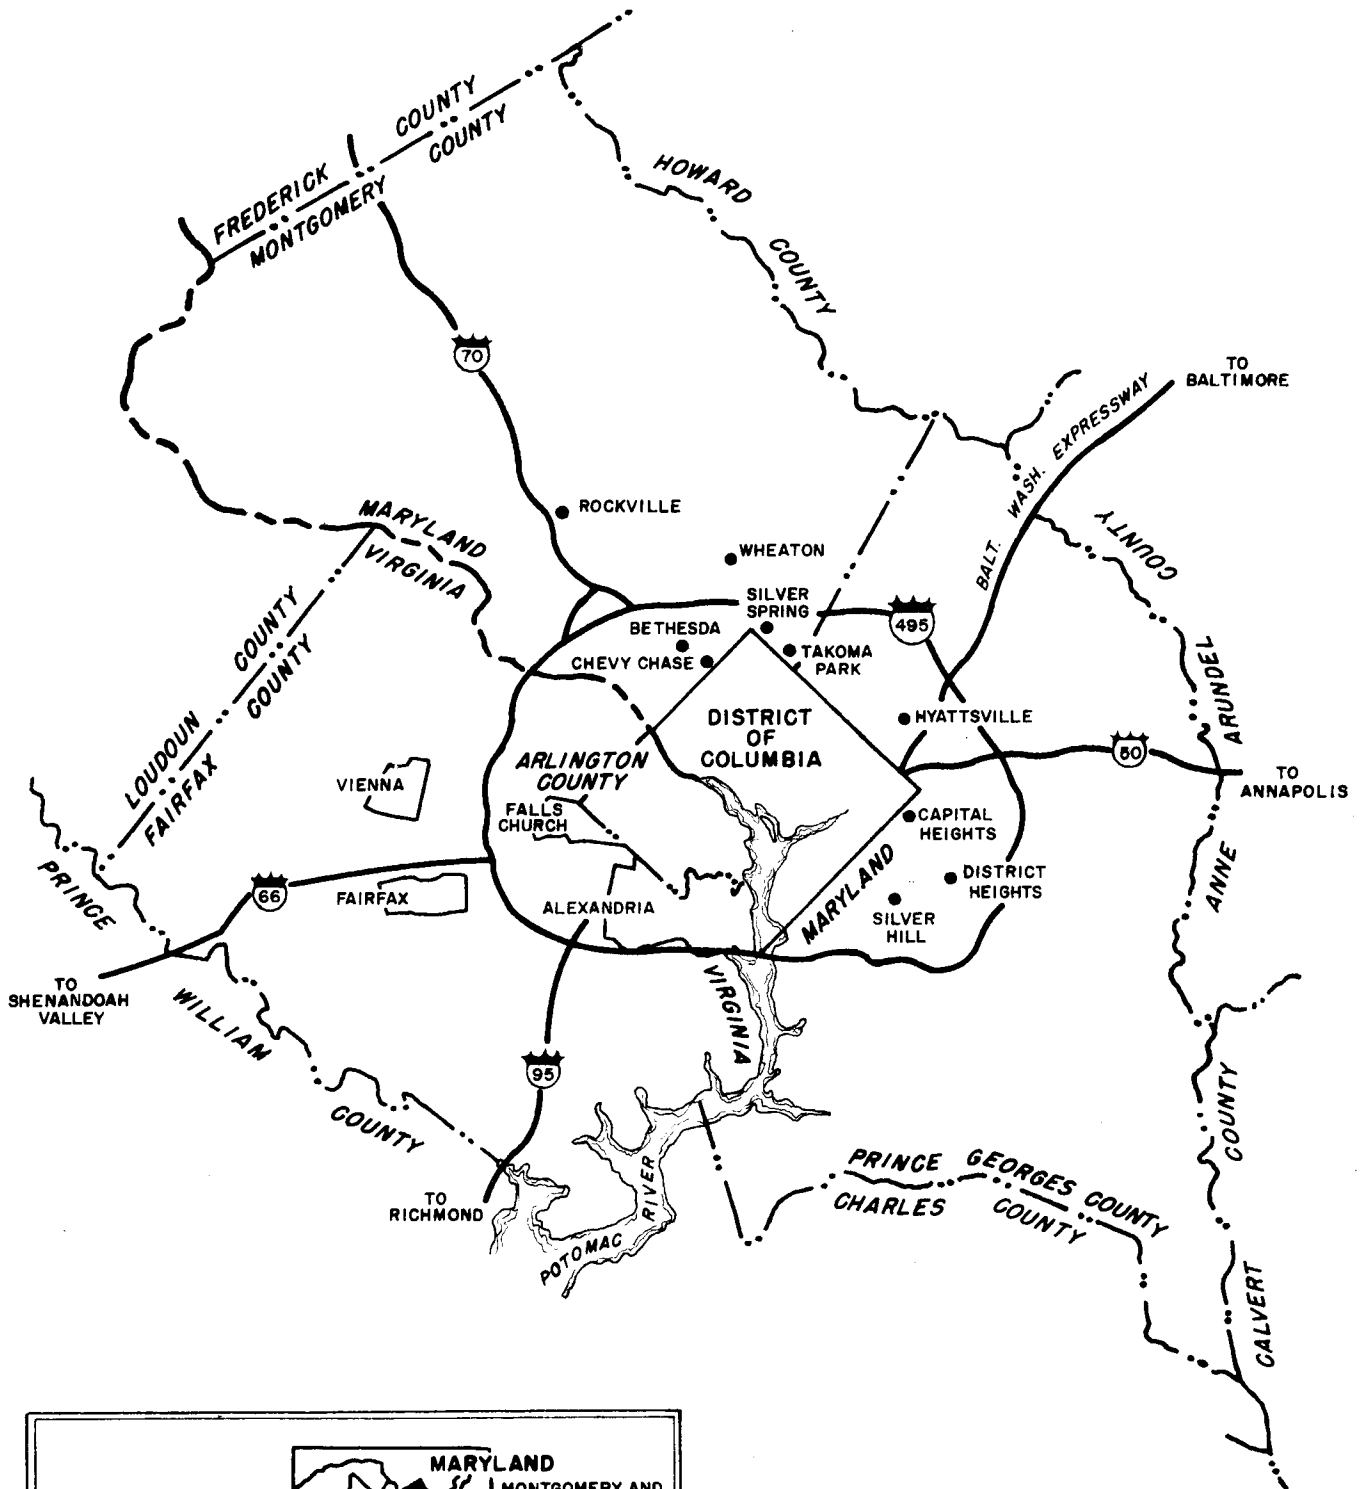 FREDERICK COUNTY
MONTGOMERY COUNTY
HOWARD COUNTY
70
TO
BALTIMORE
BALT. WASH. EXPRESSWAY
ROCKVILLE
MARYLAND
VIRGINIA
WHEATON
SILVER
SPRING
495
BETHESDA
CHEVY CHASE
TAKOMA
PARK
LOUDOUN COUNTY
FAIRFAX COUNTY
DISTRICT
OF
COLUMBIA
HYATTSVILLE
ANNE ARUNDEL COUNTY
50
TO
ANNAPOLIS
ARLINGTON
COUNTY
VIENNA
FALLS
CHURCH
CAPITAL
HEIGHTS
DISTRICT
HEIGHTS
MARYLAND
66
FAIRFAX
ALEXANDRIA
SILVER
HILL
TO
SHENANDOAH
VALLEY
PRINCE WILLIAM COUNTY
VIRGINIA
95
TO
RICHMOND
POTOMAC RIVER
PRINCE GEORGES COUNTY
CHARLES COUNTY
CALVERT COUNTY
MARYLAND
MONTGOMERY AND